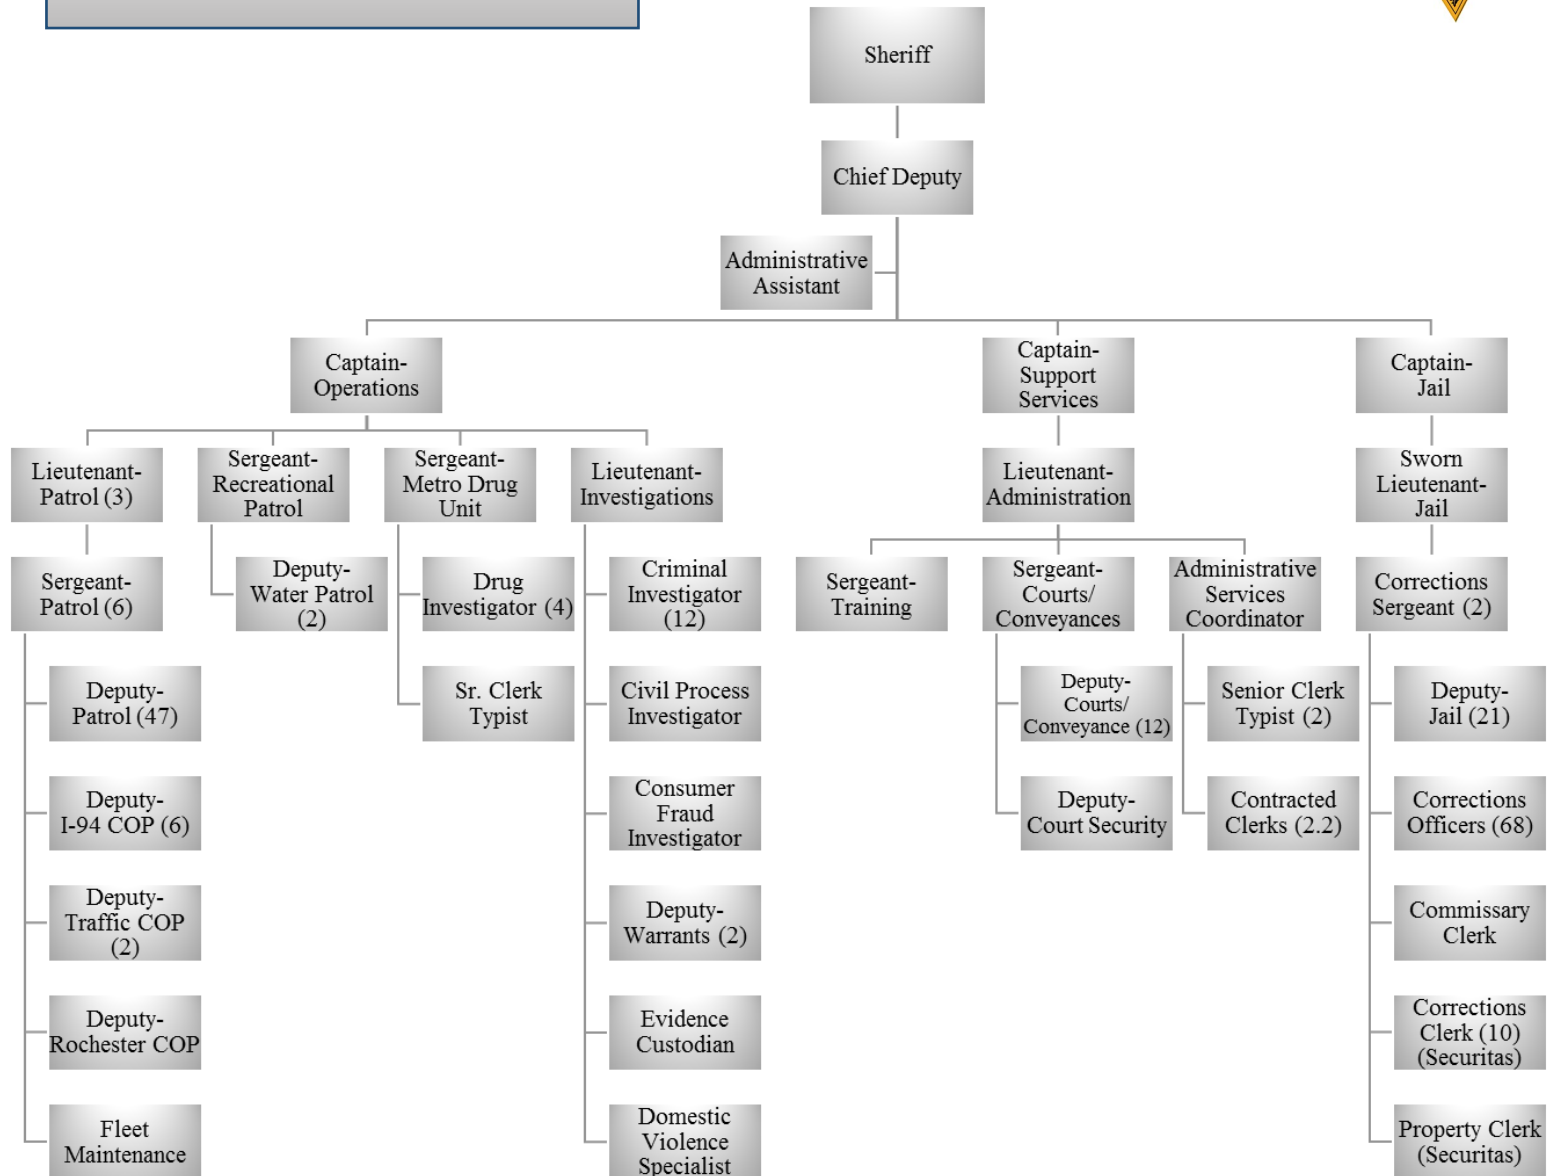 Sheriff
Chief Deputy
Administrative
Assistant
Captain-
Operations
Captain-
Support
Services
Captain-
Jail
Lieutenant-
Patrol (3)
Sergeant-
Recreational
Patrol
Sergeant-
Metro Drug
Unit
Lieutenant-
Investigations
Lieutenant-
Administration
Sworn
Lieutenant-
Jail
Sergeant-
Patrol (6)
Deputy-
Water Patrol
(2)
Drug
Investigator (4)
Criminal
Investigator
(12)
Sergeant-
Training
Sergeant-
Courts/
Conveyances
Administrative
Services
Coordinator
Corrections
Sergeant (2)
Deputy-
Patrol (47)
Sr. Clerk
Typist
Civil Process
Investigator
Deputy-
Courts/
Conveyance (12)
Senior Clerk
Typist (2)
Deputy-
Jail (21)
Deputy-
I-94 COP (6)
Consumer
Fraud
Investigator
Deputy-
Court Security
Contracted
Clerks (2.2)
Corrections
Officers (68)
Deputy-
Traffic COP
(2)
Deputy-
Warrants (2)
Commissary
Clerk
Deputy-
Rochester COP
Evidence
Custodian
Corrections
Clerk (10)
(Securitas)
Fleet
Maintenance
Domestic
Violence
Specialist
Property Clerk
(Securitas)